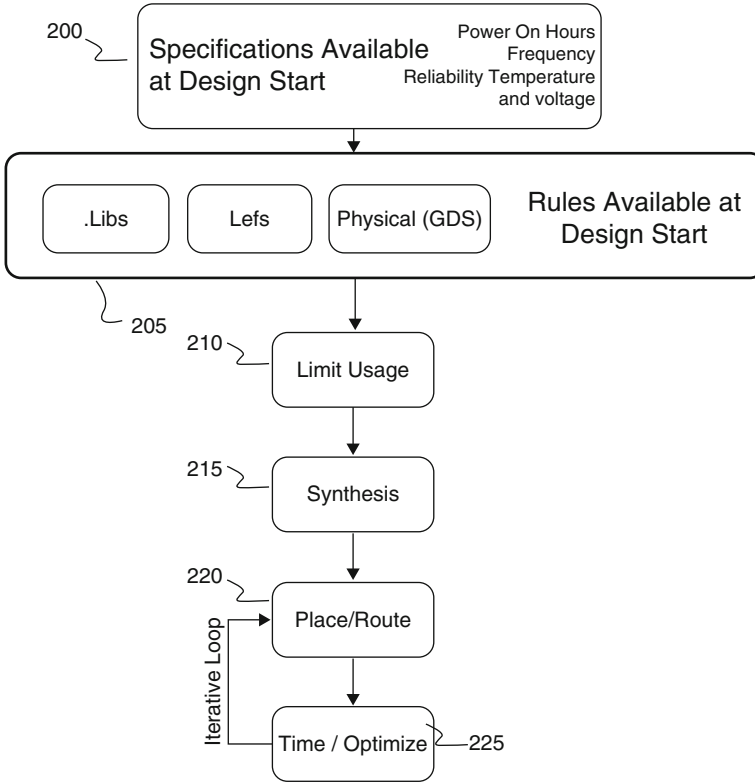 200
Specifications Available
at Design Start
Power On Hours
Frequency
Reliability Temperature
and voltage
.Libs
Lefs
Physical (GDS)
Rules Available at
Design Start
205
210
Limit Usage
215
Synthesis
220
Place/Route
Iterative Loop
Time / Optimize
225